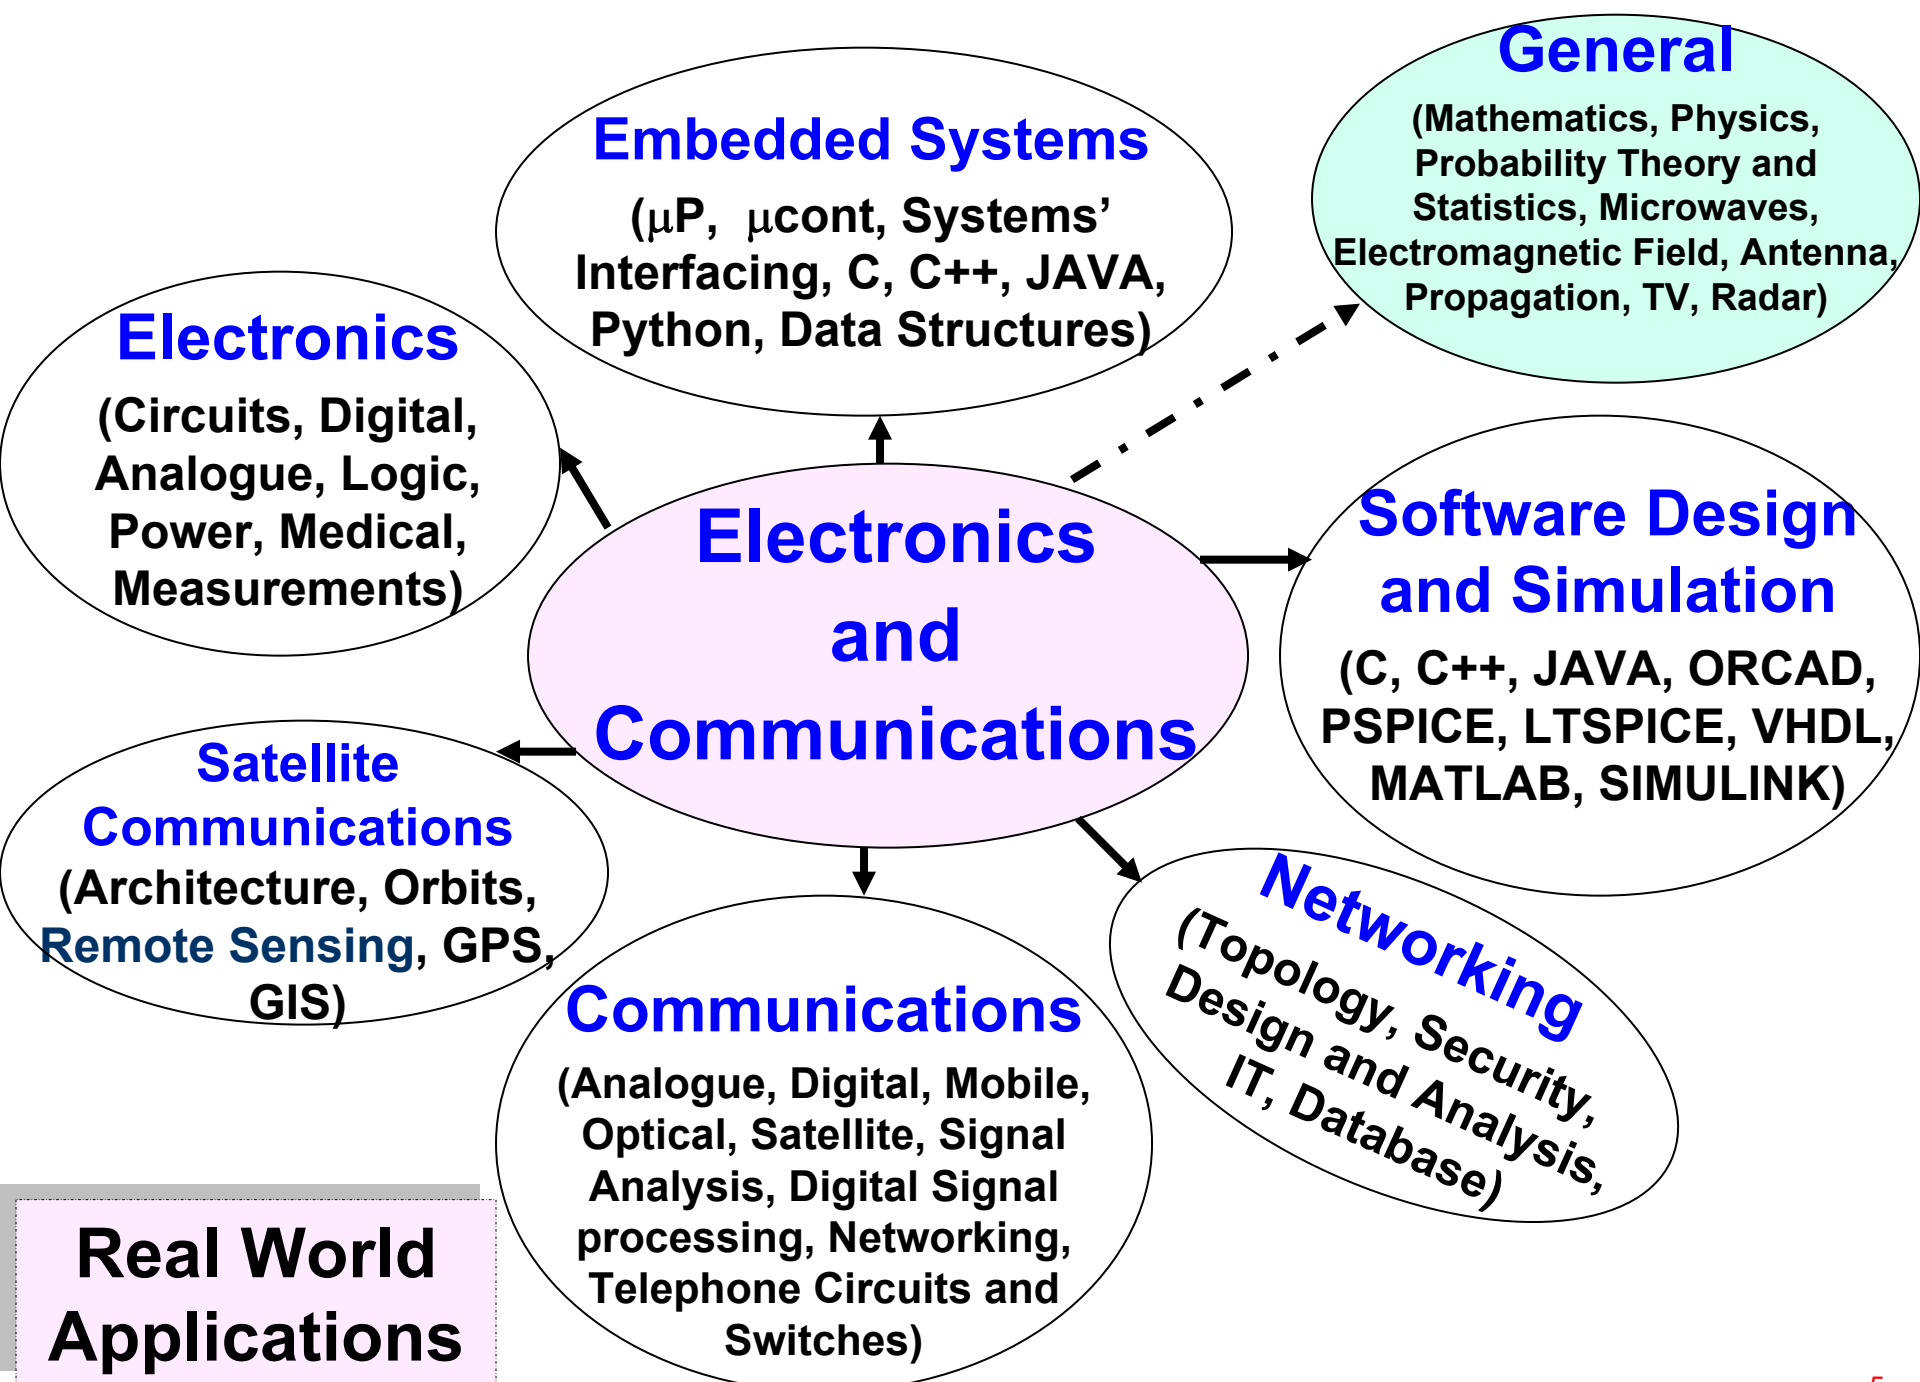 General
(Mathematics, Physics,
Probability Theory and
Statistics, Microwaves,
Electromagnetic Field, Antenna,
Propagation, TV, Radar)
Embedded Systems
(μP,  μcont, Systems’
Interfacing, C, C++, JAVA,
Python, Data Structures)
Electronics
(Circuits, Digital,
Analogue, Logic,
Power, Medical,
Measurements)
Electronics
and
Communications
Software Design
and Simulation
(C, C++, JAVA, ORCAD,
PSPICE, LTSPICE, VHDL,
MATLAB, SIMULINK)
Satellite
Communications
(Architecture, Orbits,
Remote Sensing, GPS,
GIS)
Networking
(Topology, Security,
Design and Analysis,
IT, Database)
Communications
(Analogue, Digital, Mobile,
Optical, Satellite, Signal
Analysis, Digital Signal
processing, Networking,
Telephone Circuits and
Switches)
Real World
Applications
5